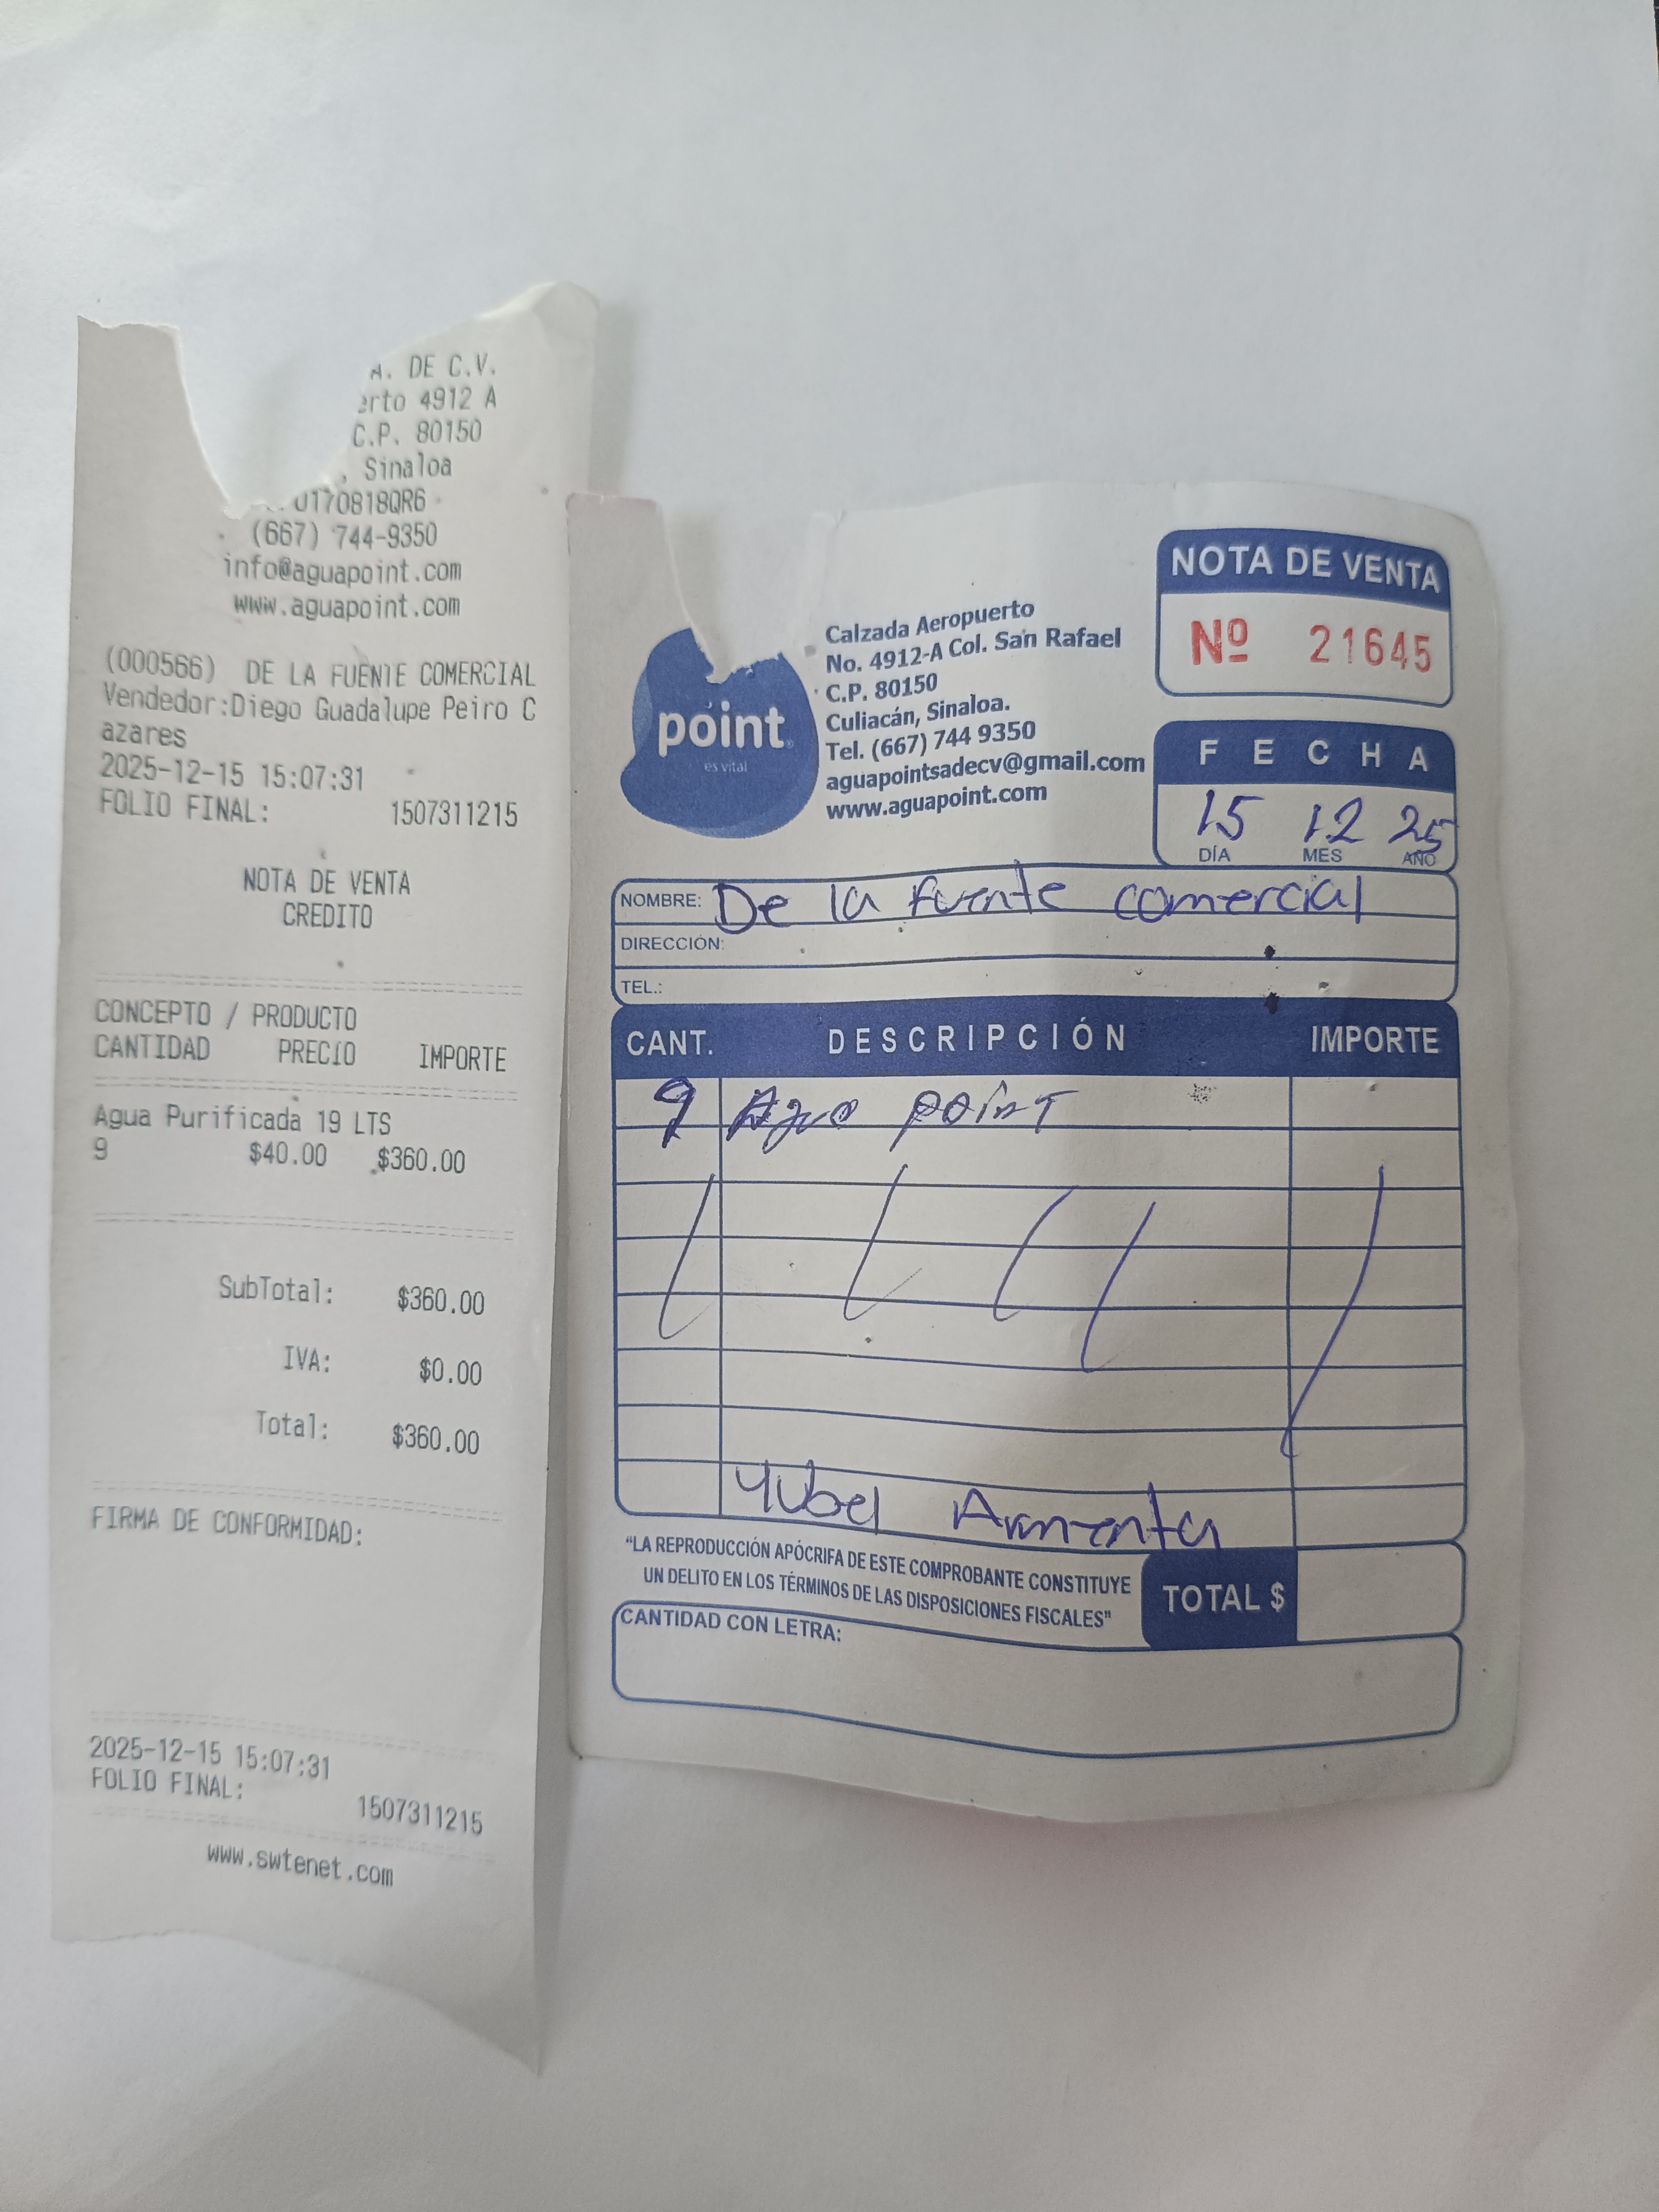 A. DE C.V.
erto 4912 A
C.P. 80150
, Sinaloa
0170818QR6
(667) 744-9350
info@aguapoint.com
www.aguapoint.com
(000566) DE LA FUENTE COMERCIAL
Vendedor:Diego Guadalupe Peiro C
azares
2025-12-15 15:07:31
FOLIO FINAL: 1507311215
NOTA DE VENTA
CREDITO
CONCEPTO / PRODUCTO
CANTIDAD PRECIO IMPORTE
Agua Purificada 19 LTS
9 $40.00 $360.00
SubTotal: $360.00
IVA: $0.00
Total: $360.00
FIRMA DE CONFORMIDAD:
2025-12-15 15:07:31
FOLIO FINAL:
1507311215
www.swtenet.com
point®
es vital
Calzada Aeropuerto
No. 4912-A Col. San Rafael
C.P. 80150
Culiacán, Sinaloa.
Tel. (667) 744 9350
aguapointsadecv@gmail.com
www.aguapoint.com
NOTA DE VENTA
Nº 21645
FECHA
15 12 25
DÍA MES AÑO
NOMBRE: De la fuente comercial
DIRECCIÓN:
TEL.:
CANT. DESCRIPCIÓN IMPORTE
9 Agua point
Yubel Armenta
"LA REPRODUCCIÓN APÓCRIFA DE ESTE COMPROBANTE CONSTITUYE
UN DELITO EN LOS TÉRMINOS DE LAS DISPOSICIONES FISCALES"
TOTAL $
CANTIDAD CON LETRA: